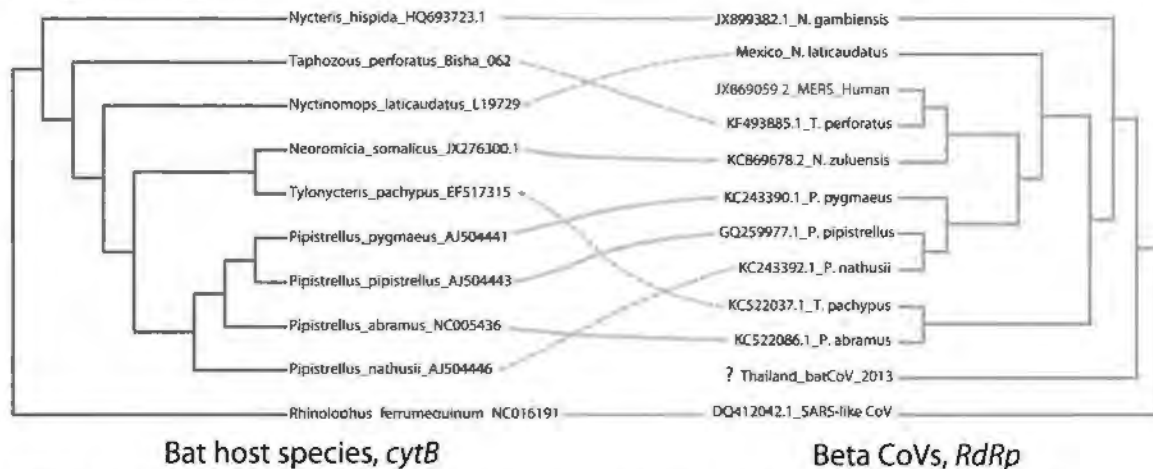 Nycteris_hispida_HQ693723.1
Taphozous_perforatus_Bisha_062
Nyctinomops_laticaudatus_L19729
Neoromicia_somalicus_JX276300.1
Tylonycteris_pachypus_EF517315
Pipistrellus_pygmaeus_AJ504441
Pipistrellus_pipistrellus_AJ504443
Pipistrellus_abramus_NC005436
Pipistrellus_nathusii_AJ504446
Rhinolophus_ferrumequinum_NC016191
Bat host species, cytB
JX899382.1_N. gambiensis
Mexico_N. laticaudatus
JX869059.2_MERS_Human
KF493885.1_T. perforatus
KC869678.2_N. zuluensis
KC243390.1_P. pygmaeus
GQ259977.1_P. pipistrellus
KC243392.1_P. nathusii
KC522037.1_T. pachypus
KC522086.1_P. abramus
? Thailand_batCoV_2013
DQ412042.1_SARS-like CoV
Beta CoVs, RdRp